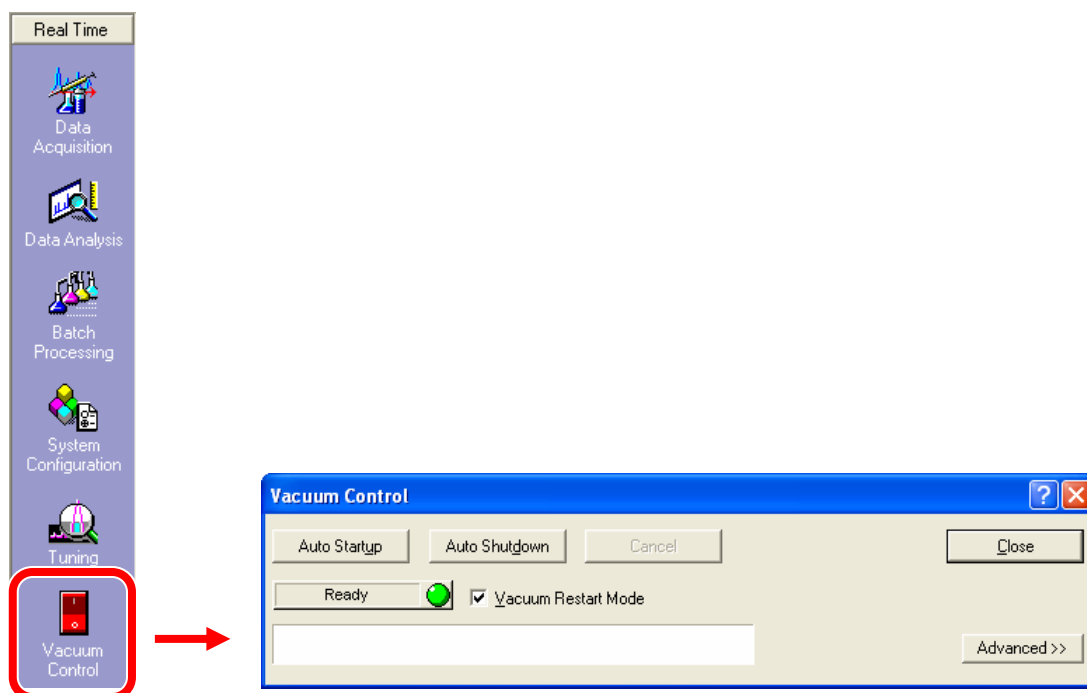 Real Time
Data
Acquisition
Data Analysis
Batch
Processing
System
Configuration
Tuning
Vacuum
Control
Vacuum Control
?
Auto Startup
Auto Shutdown
Cancel
Close
Ready
Vacuum Restart Mode
Advanced >>